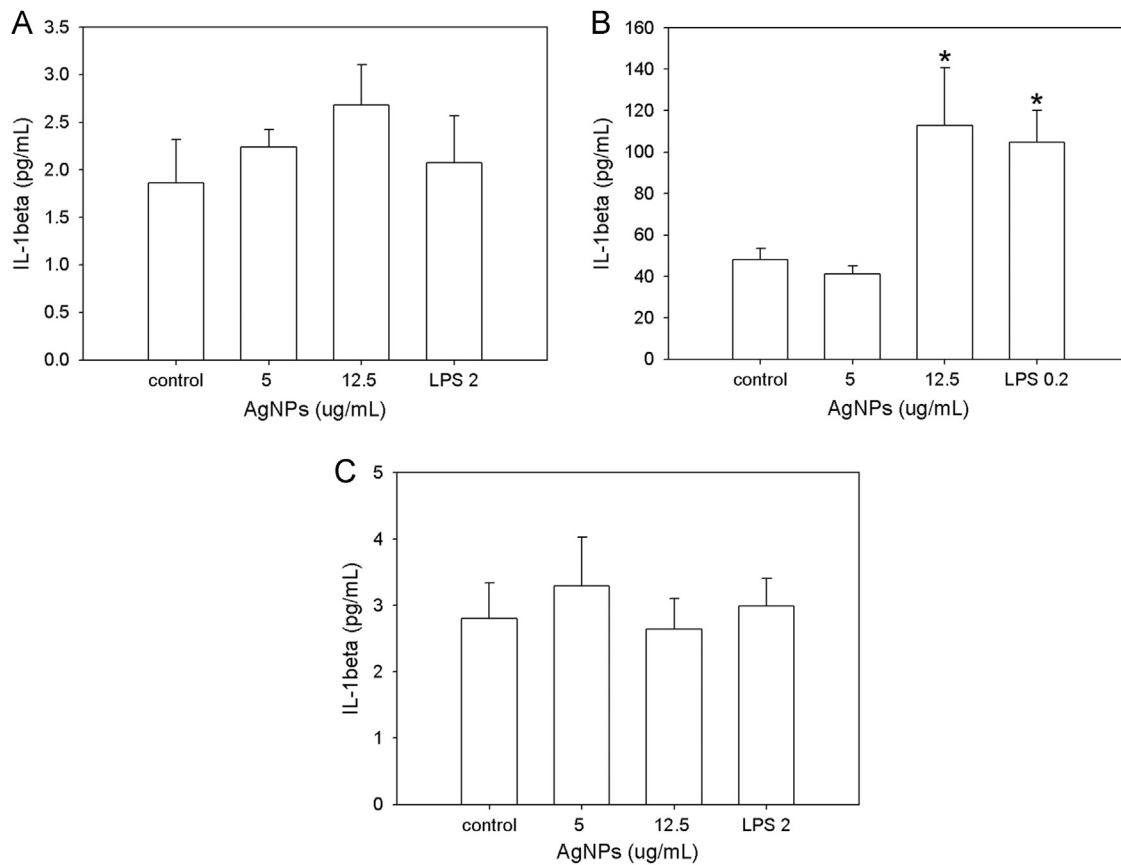 A
IL-1beta (pg/mL)
3.5
3.0
2.5
2.0
1.5
1.0
0.5
0.0
control 5 12.5 LPS 2
AgNPs (ug/mL)
B
IL-1beta (pg/mL)
160
140
120
100
80
60
40
20
0
* *
control 5 12.5 LPS 0.2
AgNPs (ug/mL)
C
IL-1beta (pg/mL)
5
4
3
2
1
0
control 5 12.5 LPS 2
AgNPs (ug/mL)